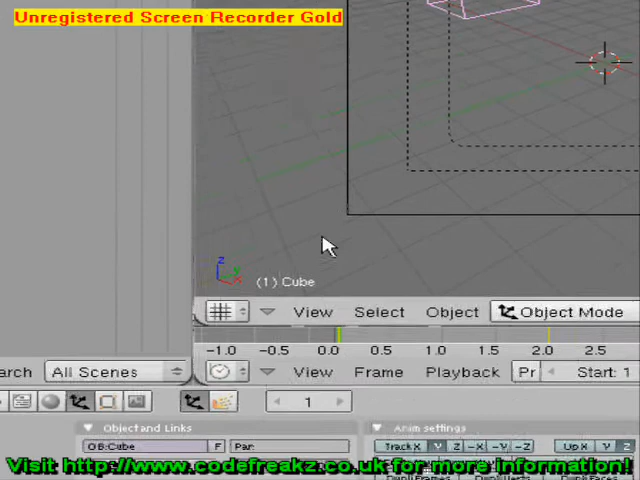 Unregistered Screen Recorder Gold
z
y
x
(1) Cube
View Select Object Object Mode
-1.0 -0.5 0.0 0.5 1.0 1.5 2.0 2.5
arch All Scenes View Frame Playback Pr Start: 1
1
Object and Links Anim settings
OB:Cube F Par: TrackX Y Z -X -Y -Z UpX Y Z
Visit http://www.codefreakz.co.uk for more information!